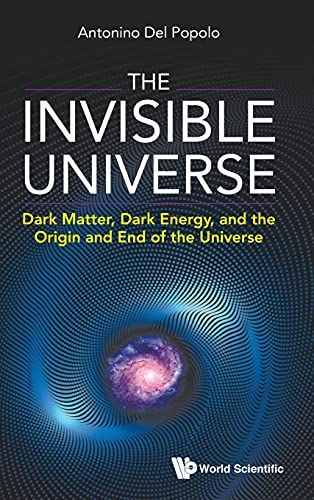 Antonino Del Popolo
THE
INVISIBLE
UNIVERSE
Dark Matter, Dark Energy, and the
Origin and End of the Universe
World Scientific